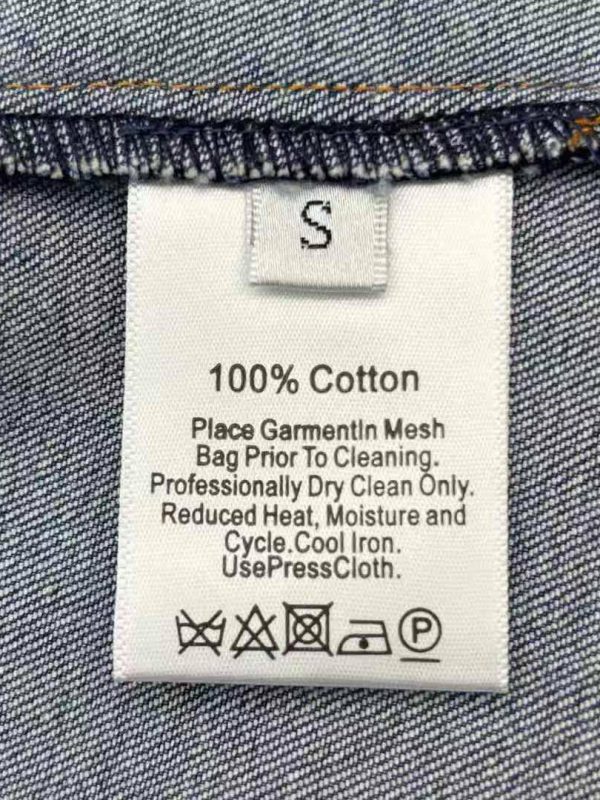 S
100% Cotton
Place GarmentIn Mesh
Bag Prior To Cleaning.
Professionally Dry Clean Only.
Reduced Heat, Moisture and
Cycle.Cool Iron.
UsePressCloth.
P